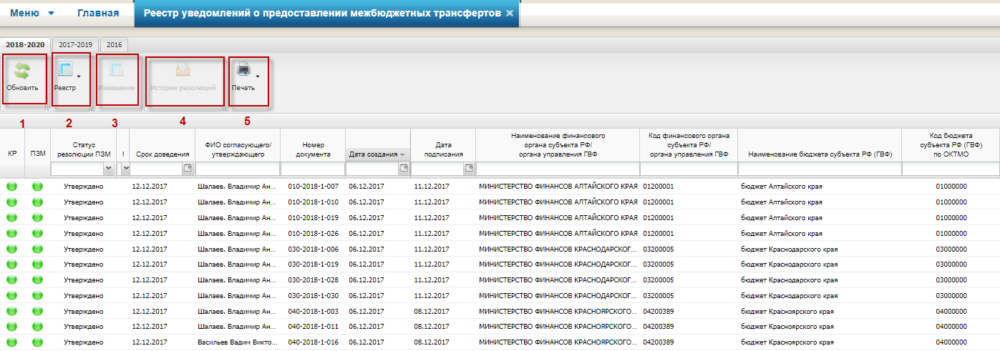 Меню Главная Реестр уведомлений о предоставлении межбюджетных трансфертов ×
2018-2020 2017-2019 2016
Обновить Реестр Извещение История резолюций Печать
1 2 3 4 5
КР ПЗМ Статус резолюции ПЗМ ! Срок доведения ФИО согласующего/ утверждающего Номер документа Дата создания Дата подписания Наименование финансового органа субъекта РФ/ органа управления ГВФ Код финансового органа субъекта РФ/ органа управления ГВФ Наименование бюджета субъекта РФ (ГВФ) Код бюджета субъекта РФ (ГВФ) по ОКТМО
Утверждено 12.12.2017 Шалаев. Владимир Ан... 010-2018-1-007 06.12.2017 11.12.2017 МИНИСТЕРСТВО ФИНАНСОВ АЛТАЙСКОГО КРАЯ 01200001 бюджет Алтайского края 01000000
Утверждено 12.12.2017 Шалаев. Владимир Ан... 010-2018-1-010 06.12.2017 11.12.2017 МИНИСТЕРСТВО ФИНАНСОВ АЛТАЙСКОГО КРАЯ 01200001 бюджет Алтайского края 01000000
Утверждено 12.12.2017 Шалаев. Владимир Ан... 010-2018-1-019 06.12.2017 11.12.2017 МИНИСТЕРСТВО ФИНАНСОВ АЛТАЙСКОГО КРАЯ 01200001 бюджет Алтайского края 01000000
Утверждено 12.12.2017 Шалаев. Владимир Ан... 010-2018-1-026 06.12.2017 11.12.2017 МИНИСТЕРСТВО ФИНАНСОВ АЛТАЙСКОГО КРАЯ 01200001 бюджет Алтайского края 01000000
Утверждено 12.12.2017 Шалаев. Владимир Ан... 030-2018-1-006 06.12.2017 11.12.2017 МИНИСТЕРСТВО ФИНАНСОВ КРАСНОДАРСКОГ... 03200005 бюджет Краснодарского края 03000000
Утверждено 12.12.2017 Шалаев. Владимир Ан... 030-2018-1-019 06.12.2017 11.12.2017 МИНИСТЕРСТВО ФИНАНСОВ КРАСНОДАРСКОГ... 03200005 бюджет Краснодарского края 03000000
Утверждено 12.12.2017 Шалаев. Владимир Ан... 030-2018-1-028 06.12.2017 11.12.2017 МИНИСТЕРСТВО ФИНАНСОВ КРАСНОДАРСКОГ... 03200005 бюджет Краснодарского края 03000000
Утверждено 12.12.2017 Шалаев. Владимир Ан... 030-2018-1-030 06.12.2017 11.12.2017 МИНИСТЕРСТВО ФИНАНСОВ КРАСНОДАРСКОГ... 03200005 бюджет Краснодарского края 03000000
Утверждено 12.12.2017 Шалаев. Владимир Ан... 040-2018-1-003 06.12.2017 08.12.2017 МИНИСТЕРСТВО ФИНАНСОВ КРАСНОЯРСКОГО... 04200389 бюджет Красноярского края 04000000
Утверждено 12.12.2017 Шалаев. Владимир Ан... 040-2018-1-011 06.12.2017 08.12.2017 МИНИСТЕРСТВО ФИНАНСОВ КРАСНОЯРСКОГО... 04200389 бюджет Красноярского края 04000000
Утверждено 12.12.2017 Васильев Вадим Викто... 040-2018-1-016 06.12.2017 08.12.2017 МИНИСТЕРСТВО ФИНАНСОВ КРАСНОЯРСКОГО... 04200389 бюджет Красноярского края 04000000